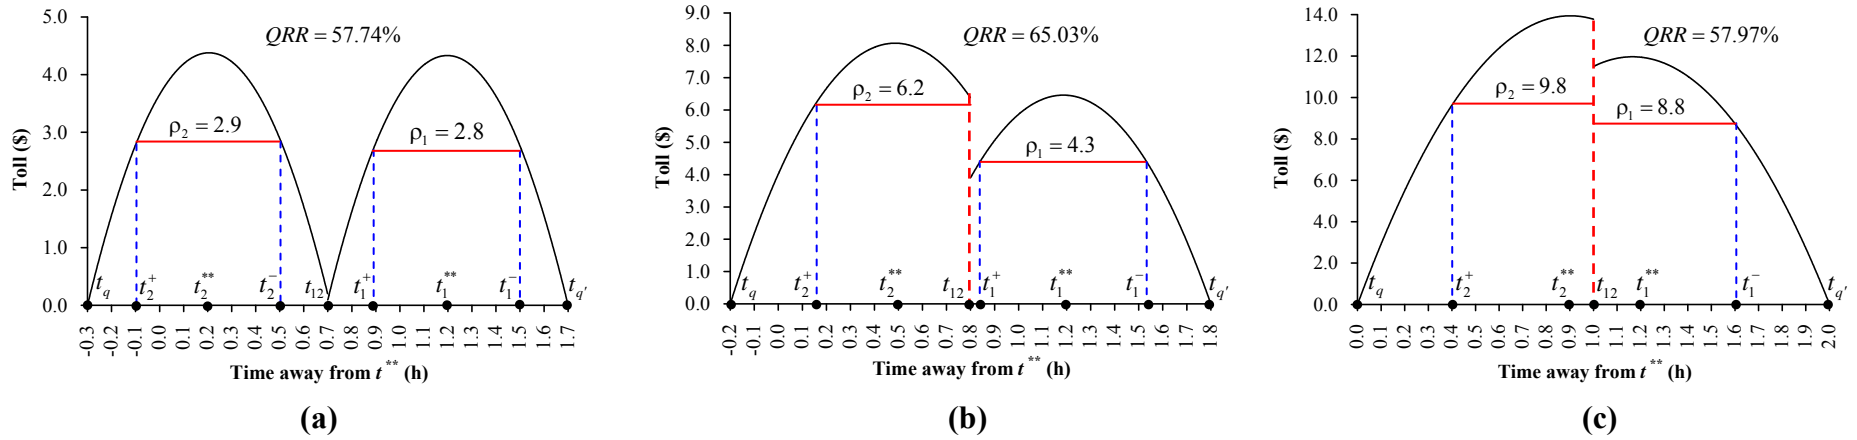 5.0
4.0
3.0
2.0
1.0
0.0
Toll ($)
QRR = 57.74%
ρ2 = 2.9
ρ1 = 2.8
tq t2+ t2** t2− t12 t1+ t1** t1− tq'
-0.3 -0.2 -0.1 0.0 0.1 0.2 0.3 0.4 0.5 0.6 0.7 0.8 0.9 1.0 1.1 1.2 1.3 1.4 1.5 1.6 1.7
Time away from t** (h)
(a)
9.0
8.0
7.0
6.0
5.0
4.0
3.0
2.0
1.0
0.0
Toll ($)
QRR = 65.03%
ρ2 = 6.2
ρ1 = 4.3
tq t2+ t2** t12 t1+ t1** t1− tq'
-0.2 -0.1 0.0 0.1 0.2 0.3 0.4 0.5 0.6 0.7 0.8 0.9 1.0 1.1 1.2 1.3 1.4 1.5 1.6 1.7 1.8
Time away from t** (h)
(b)
14.0
12.0
10.0
8.0
6.0
4.0
2.0
0.0
Toll ($)
QRR = 57.97%
ρ2 = 9.8
ρ1 = 8.8
tq t2+ t2** t12 t1** t1− tq'
0.0 0.1 0.2 0.3 0.4 0.5 0.6 0.7 0.8 0.9 1.0 1.1 1.2 1.3 1.4 1.5 1.6 1.7 1.8 1.9 2.0
Time away from t** (h)
(c)